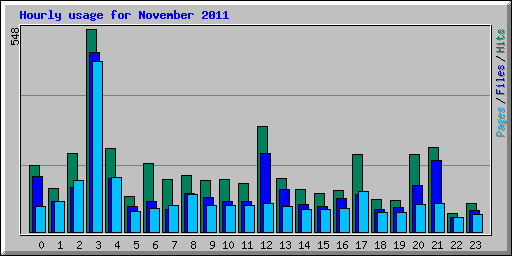 Hourly usage for November 2011
548
Pages / Files / Hits
0 1 2 3 4 5 6 7 8 9 10 11 12 13 14 15 16 17 18 19 20 21 22 23